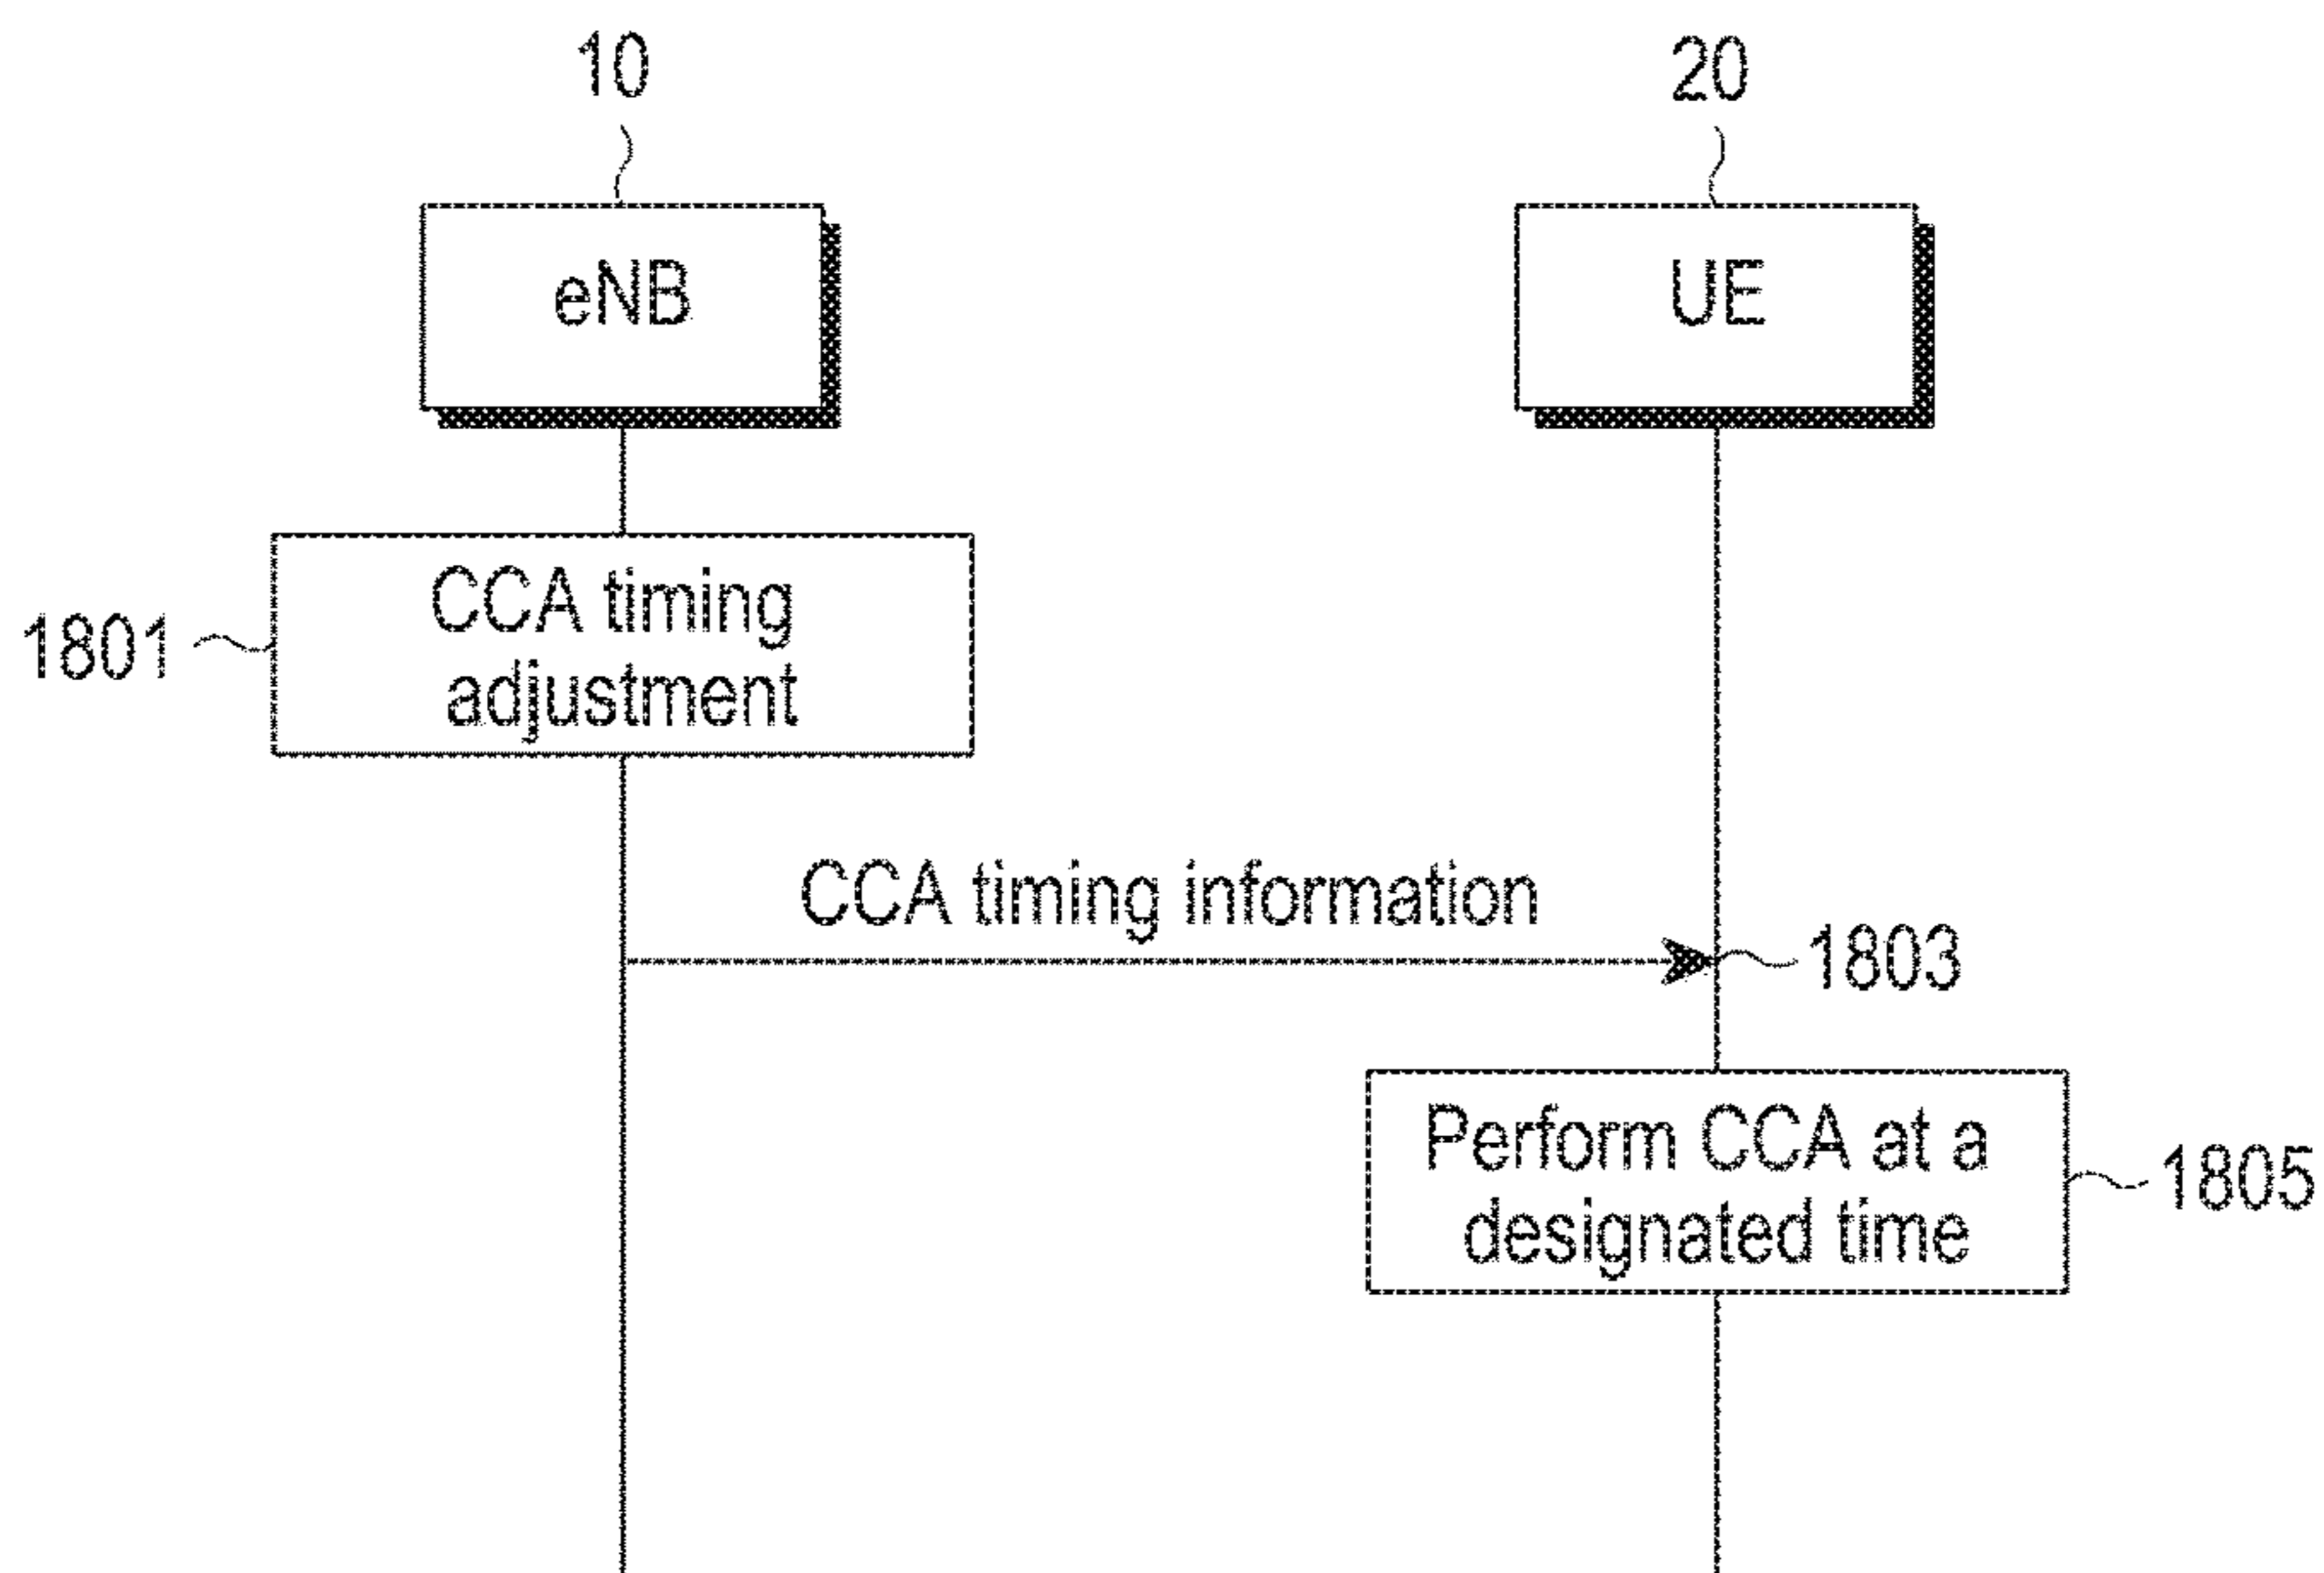 10
20
eNB
UE
CCA timing
adjustment
1801
CCA timing information
1803
Perform CCA at a
designated time
1805